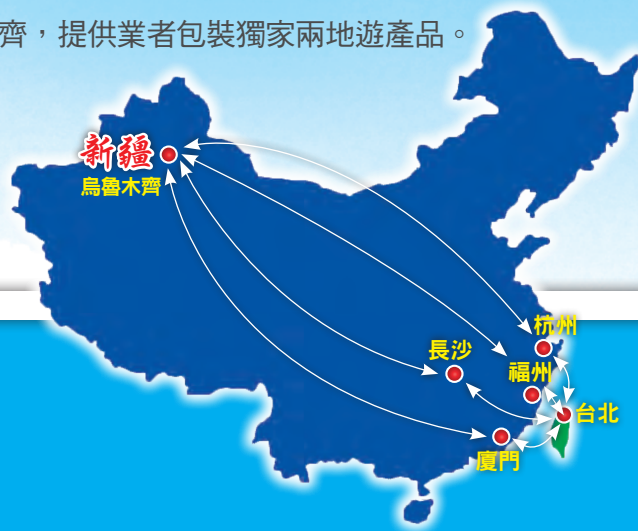 齊，提供業者包裝獨家兩地遊產品。
新疆
烏魯木齊
杭州
長沙
福州
台北
廈門